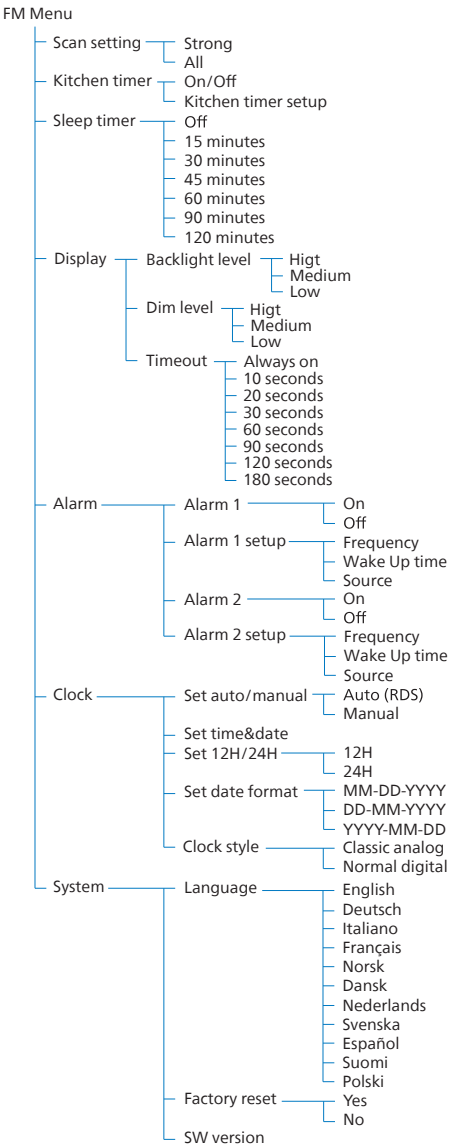 FM Menu
Scan setting Strong
All
Kitchen timer On/Off
Kitchen timer setup
Sleep timer Off
15 minutes
30 minutes
45 minutes
60 minutes
90 minutes
120 minutes
Display Backlight level Higt
Medium
Low
Dim level Higt
Medium
Low
Timeout Always on
10 seconds
20 seconds
30 seconds
60 seconds
90 seconds
120 seconds
180 seconds
Alarm Alarm 1 On
Off
Alarm 1 setup Frequency
Wake Up time
Source
Alarm 2 On
Off
Alarm 2 setup Frequency
Wake Up time
Source
Clock Set auto/manual Auto (RDS)
Manual
Set time&date
Set 12H/24H 12H
24H
Set date format MM-DD-YYYY
DD-MM-YYYY
YYYY-MM-DD
Clock style Classic analog
Normal digital
System Language English
Deutsch
Italiano
Français
Norsk
Dansk
Nederlands
Svenska
Español
Suomi
Polski
Factory reset Yes
No
SW version